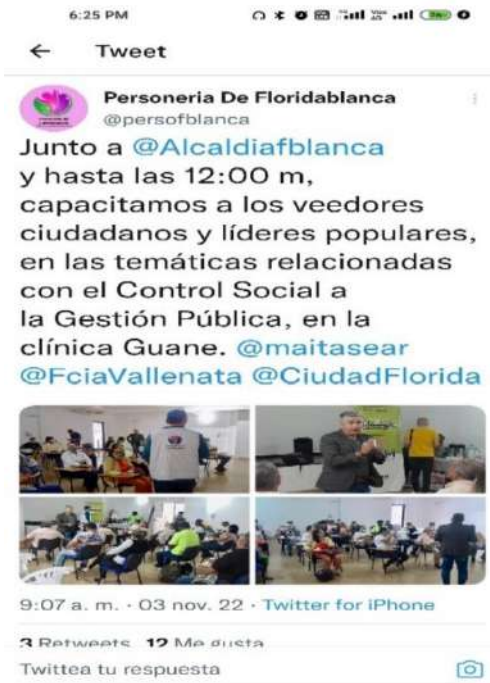 6:25 PM
← Tweet
Personeria De Floridablanca
@persofblanca
Junto a @Alcaldiafblanca
y hasta las 12:00 m,
capacitamos a los veedores
ciudadanos y líderes populares,
en las temáticas relacionadas
con el Control Social a
la Gestión Pública, en la
clínica Guane. @maitasear
@FciaVallenata @CiudadFlorida
9:07 a. m. · 03 nov. 22 · Twitter for iPhone
3 Retweets 12 Me gusta
Twittea tu respuesta